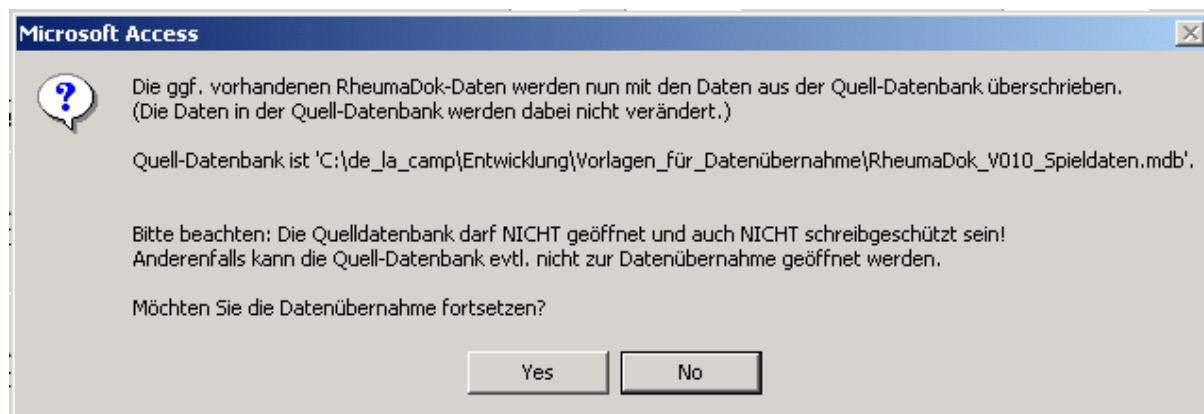 Microsoft Access
Die ggf. vorhandenen RheumaDok-Daten werden nun mit den Daten aus der Quell-Datenbank überschrieben.
(Die Daten in der Quell-Datenbank werden dabei nicht verändert.)
Quell-Datenbank ist 'C:\de_la_camp\Entwicklung\Vorlagen_für_Datenübernahme\RheumaDok_V010_Spieldaten.mdb'.
Bitte beachten: Die Quelldatenbank darf NICHT geöffnet und auch NICHT schreibgeschützt sein!
Anderenfalls kann die Quell-Datenbank evtl. nicht zur Datenübernahme geöffnet werden.
Möchten Sie die Datenübernahme fortsetzen?
Yes No